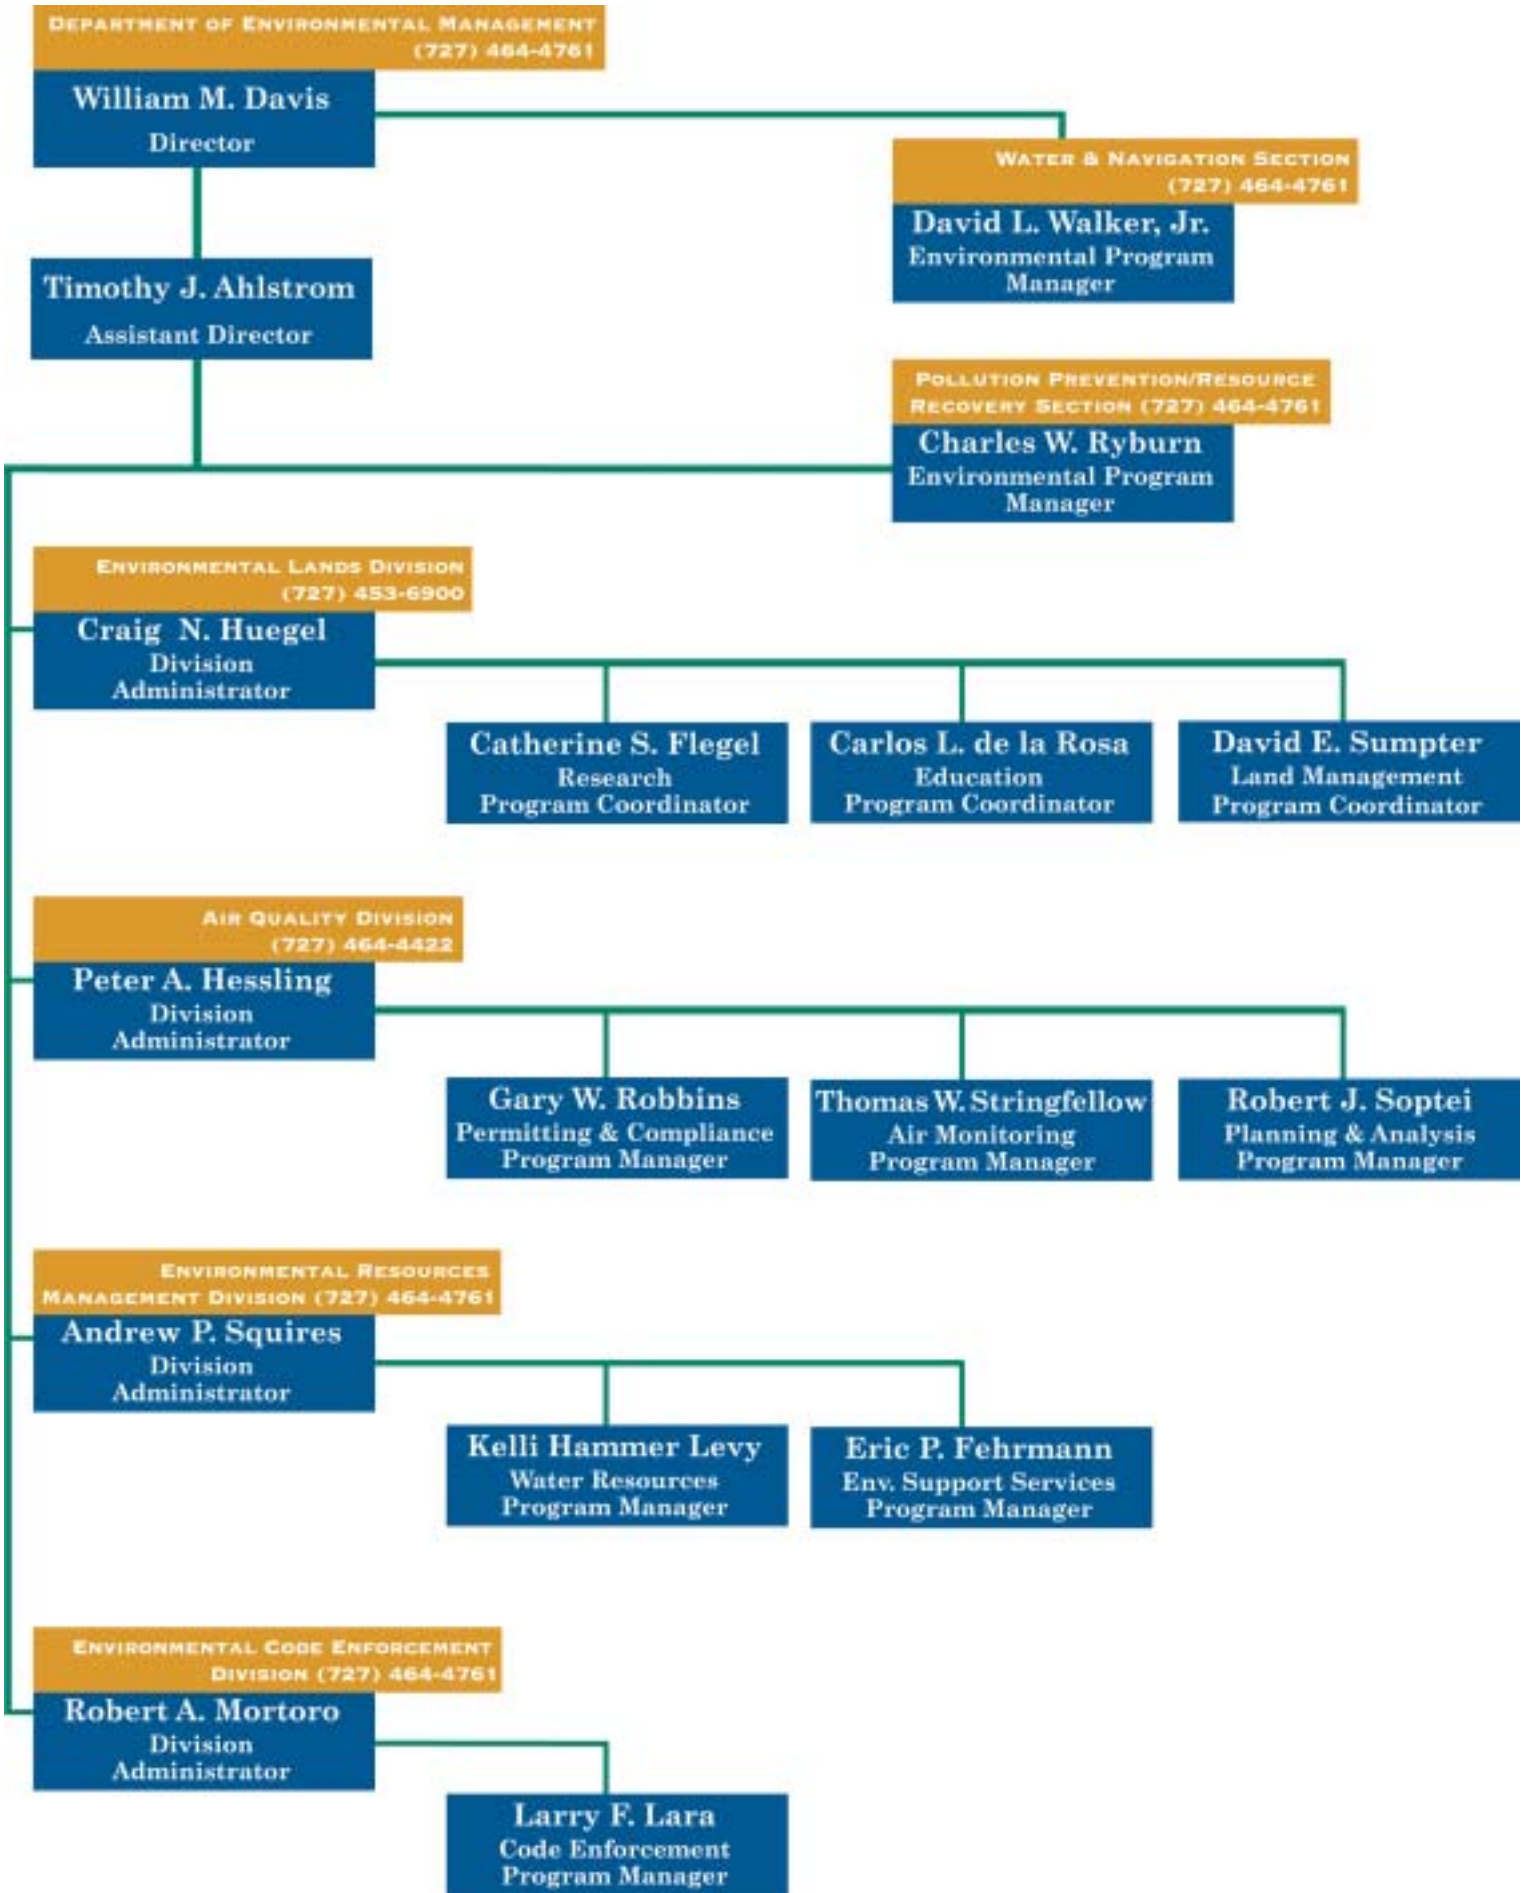 DEPARTMENT OF ENVIRONMENTAL MANAGEMENT
(727) 464-4761
William M. Davis
Director
WATER & NAVIGATION SECTION
(727) 464-4761
David L. Walker, Jr.
Environmental Program
Manager
Timothy J. Ahlstrom
Assistant Director
POLLUTION PREVENTION/RESOURCE
RECOVERY SECTION (727) 464-4761
Charles W. Ryburn
Environmental Program
Manager
ENVIRONMENTAL LANDS DIVISION
(727) 453-6900
Craig N. Huegel
Division
Administrator
Catherine S. Flegel
Research
Program Coordinator
Carlos L. de la Rosa
Education
Program Coordinator
David E. Sumpter
Land Management
Program Coordinator
AIR QUALITY DIVISION
(727) 464-4422
Peter A. Hessling
Division
Administrator
Gary W. Robbins
Permitting & Compliance
Program Manager
Thomas W. Stringfellow
Air Monitoring
Program Manager
Robert J. Soptei
Planning & Analysis
Program Manager
ENVIRONMENTAL RESOURCES
MANAGEMENT DIVISION (727) 464-4761
Andrew P. Squires
Division
Administrator
Kelli Hammer Levy
Water Resources
Program Manager
Eric P. Fehrmann
Env. Support Services
Program Manager
ENVIRONMENTAL CODE ENFORCEMENT
DIVISION (727) 464-4761
Robert A. Mortoro
Division
Administrator
Larry F. Lara
Code Enforcement
Program Manager